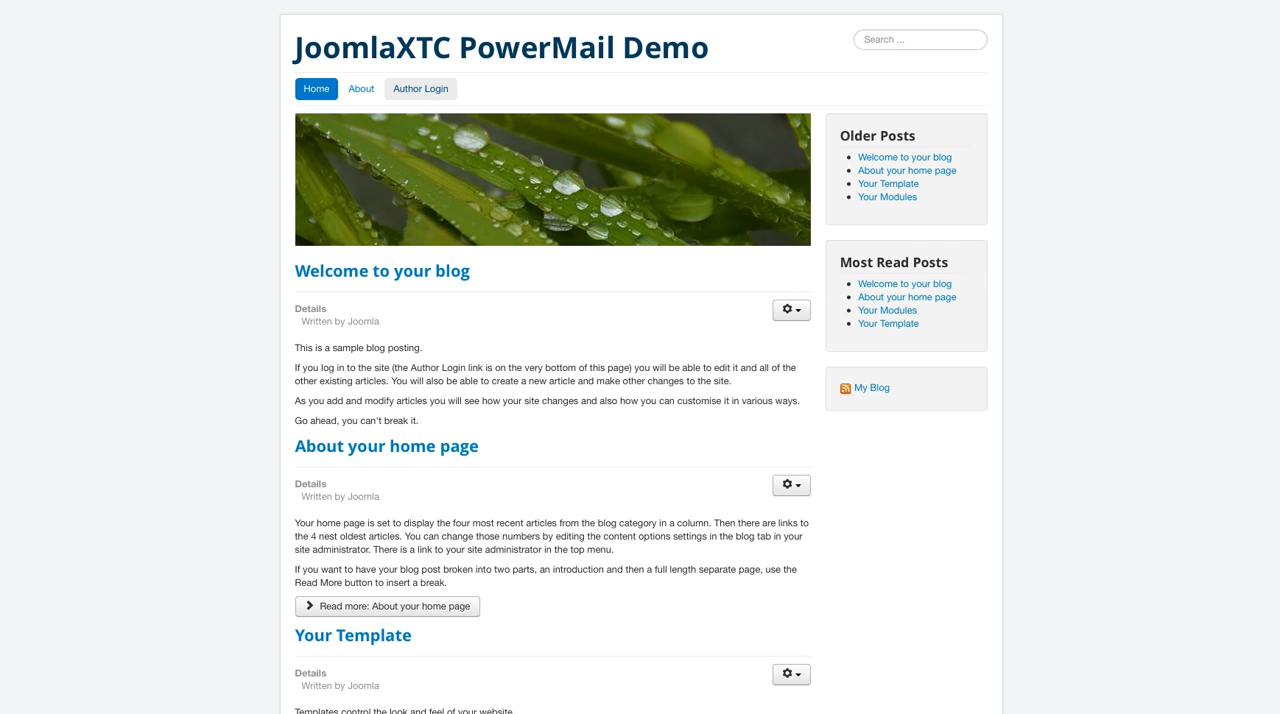 JoomlaXTC PowerMail Demo
Search ...
Home
About
Author Login
Welcome to your blog
Details
Written by Joomla
This is a sample blog posting.
If you log in to the site (the Author Login link is on the very bottom of this page) you will be able to edit it and all of the
other existing articles. You will also be able to create a new article and make other changes to the site.
As you add and modify articles you will see how your site changes and also how you can customise it in various ways.
Go ahead, you can't break it.
About your home page
Details
Written by Joomla
Your home page is set to display the four most recent articles from the blog category in a column. Then there are links to
the 4 nest oldest articles. You can change those numbers by editing the content options settings in the blog tab in your
site administrator. There is a link to your site administrator in the top menu.
If you want to have your blog post broken into two parts, an introduction and then a full length separate page, use the
Read More button to insert a break.
Read more: About your home page
Your Template
Details
Written by Joomla
Templates control the look and feel of your website.
Older Posts
Welcome to your blog
About your home page
Your Template
Your Modules
Most Read Posts
Welcome to your blog
About your home page
Your Modules
Your Template
My Blog